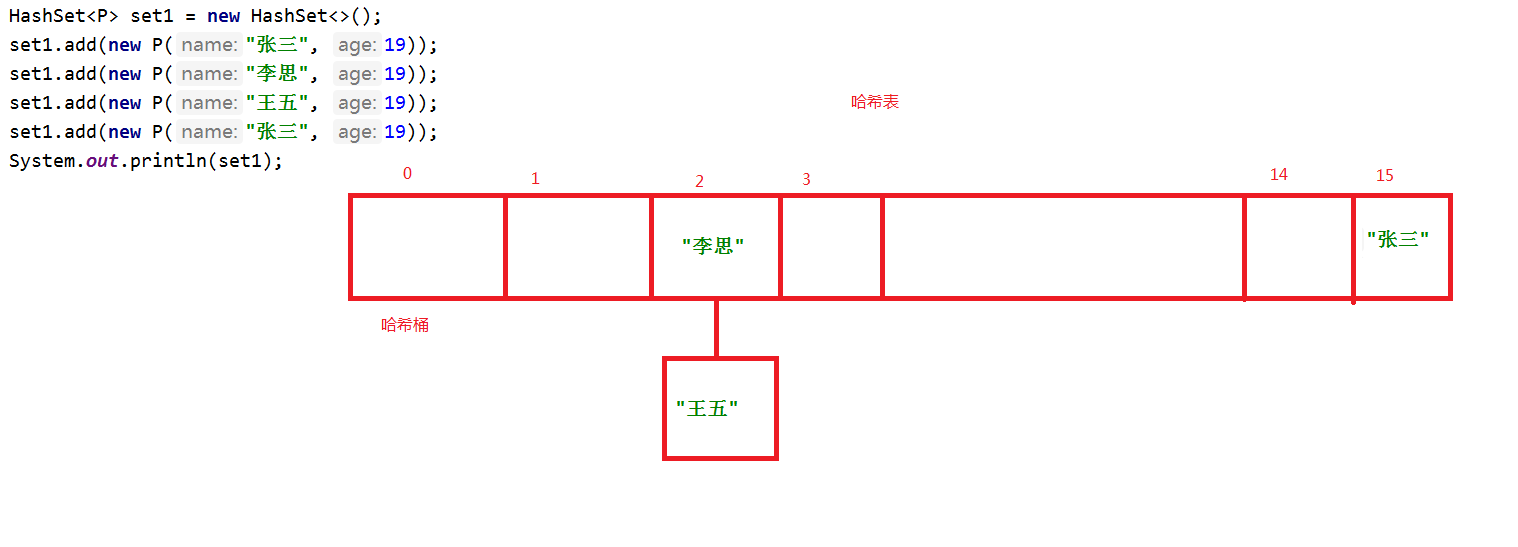 HashSet<P> set1 = new HashSet<>();
set1.add(new P( name: "张三", age: 19));
set1.add(new P( name: "李思", age: 19));
set1.add(new P( name: "王五", age: 19));
set1.add(new P( name: "张三", age: 19));
System.out.println(set1);
哈希表
0 1 2 3 14 15
"李思" "张三"
哈希桶
"王五"